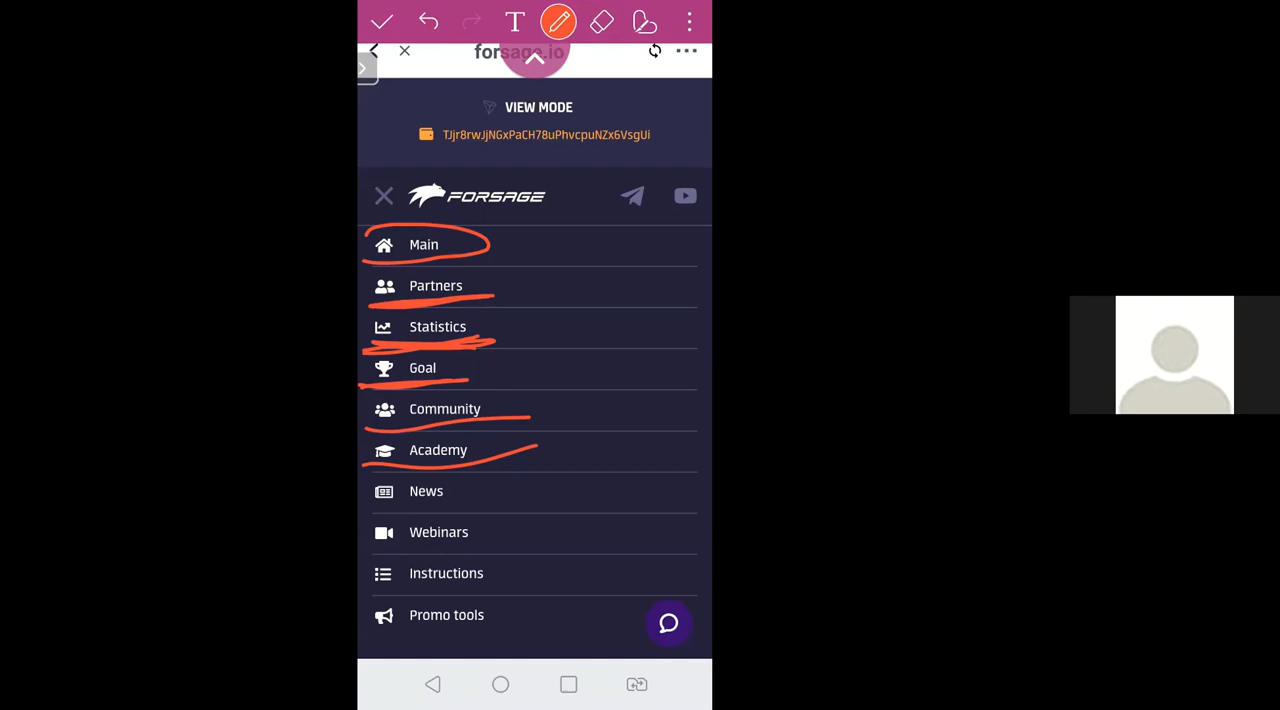 T
forsage.io
VIEW MODE
TJjr8rwJjNGxPaCH78uPhvcpuNZx6VsgUi
FORSAGE
Main
Partners
Statistics
Goal
Community
Academy
News
Webinars
Instructions
Promo tools